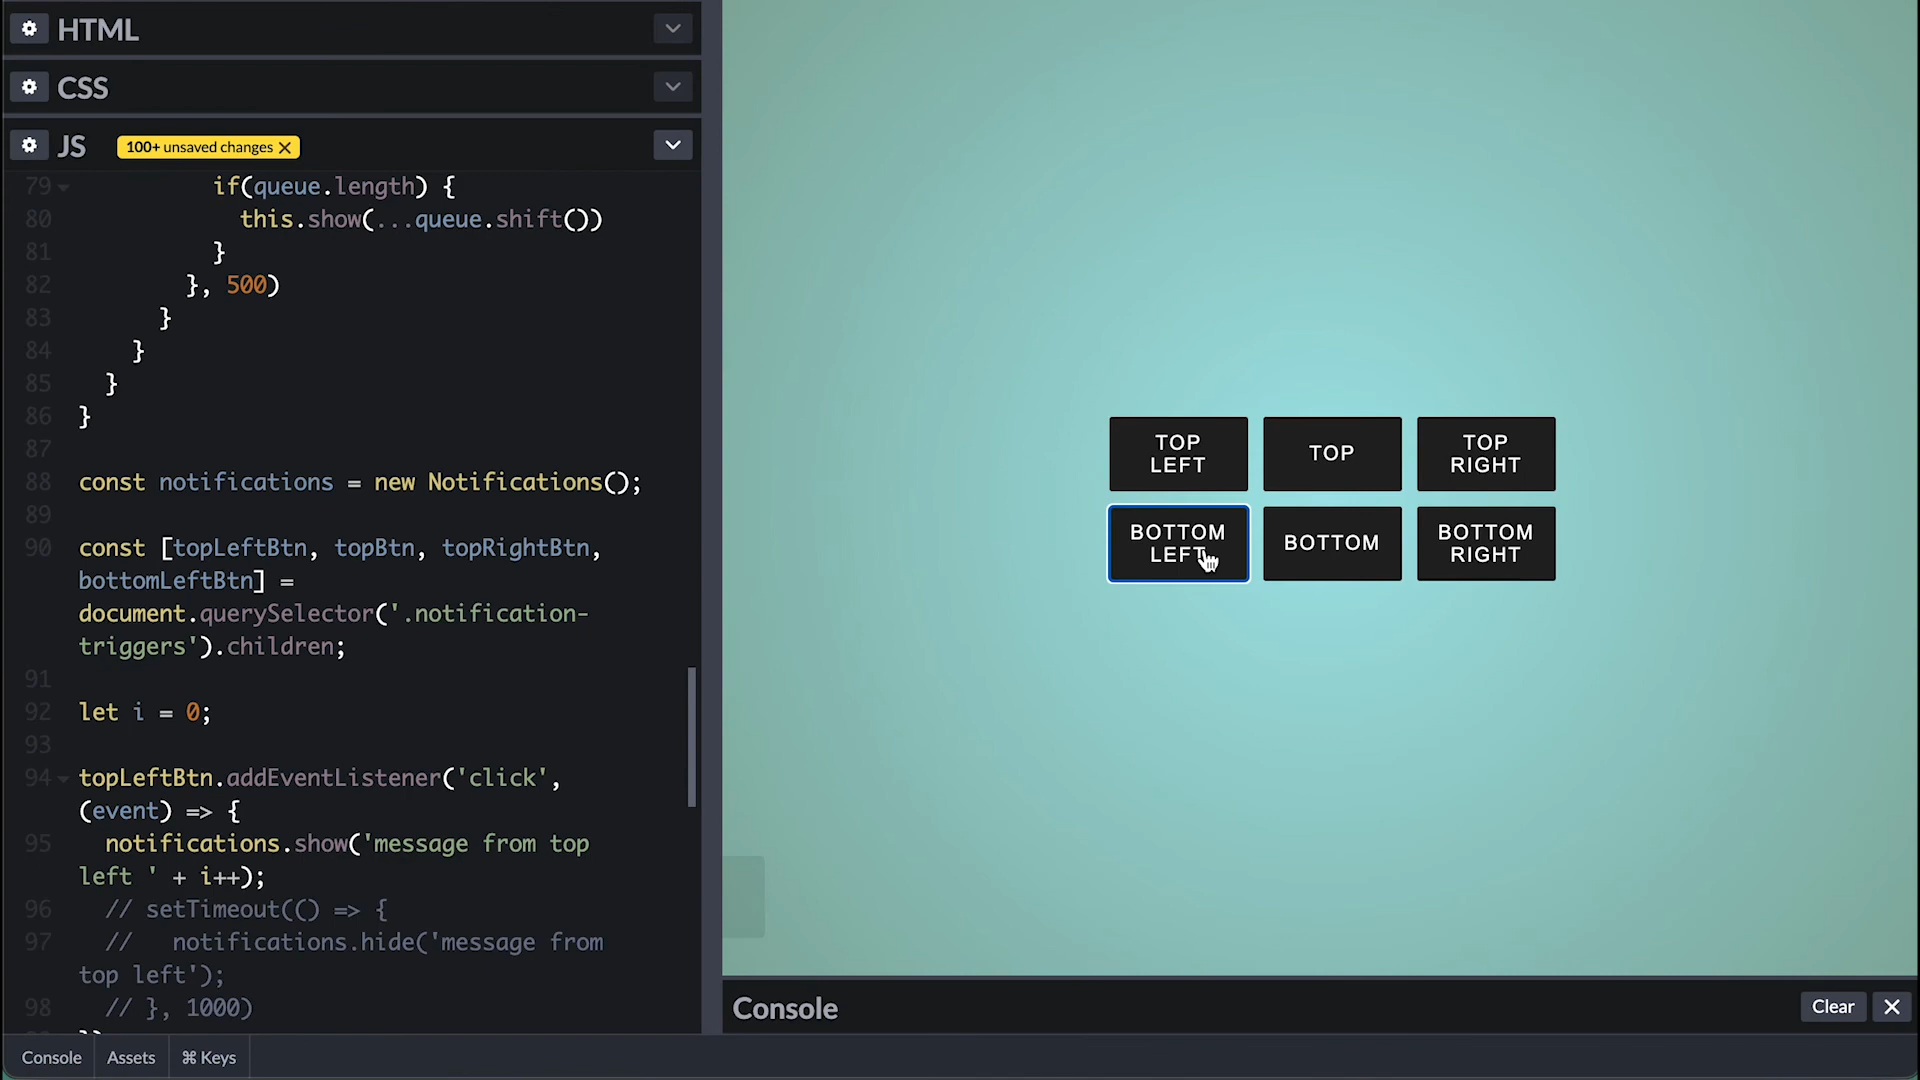 HTML
CSS
JS
100+ unsaved changes
79 if(queue.length) {
80 this.show(...queue.shift())
81 }
82 }, 500)
83 }
84 }
85 }
86 }
87
88 const notifications = new Notifications();
89
90 const [topLeftBtn, topBtn, topRightBtn,
bottomLeftBtn] =
document.querySelector('.notification-
triggers').children;
91
92 let i = 0;
93
94 topLeftBtn.addEventListener('click',
(event) => {
95 notifications.show('message from top
left ' + i++);
96 // setTimeout(() => {
97 // notifications.hide('message from
top left');
98 // }, 1000)
TOP
LEFT
TOP
TOP
RIGHT
BOTTOM
LEFT
BOTTOM
BOTTOM
RIGHT
Console
Clear
Console
Assets
⌘ Keys